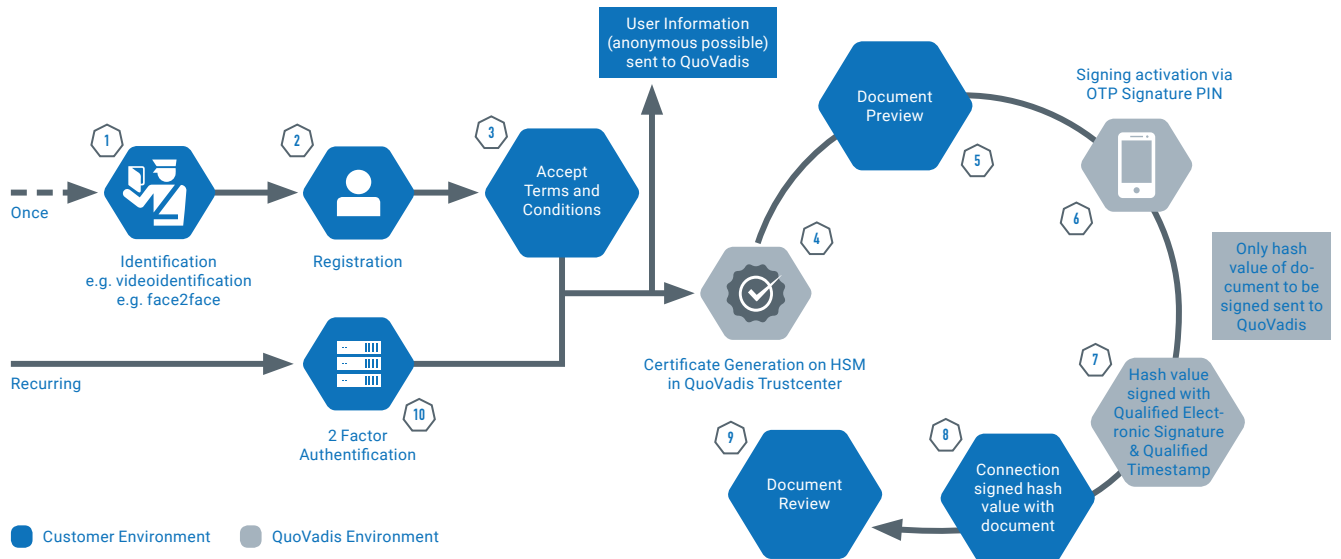 User Information
(anonymous possible)
sent to QuoVadis
Once
1
Identification
e.g. videoidentification
e.g. face2face
2
Registration
3
Accept
Terms and
Conditions
Recurring
10
2 Factor
Authentification
4
Certificate Generation on HSM
in QuoVadis Trustcenter
Document
Preview
5
Signing activation via
OTP Signature PIN
6
Only hash
value of do-
cument to be
signed sent to
QuoVadis
7
Hash value
signed with
Qualified Elect-
ronic Signature
& Qualified
Timestamp
8
Connection
signed hash
value with
document
9
Document
Review
Customer Environment
QuoVadis Environment